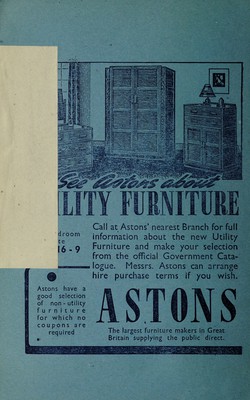 See Astons about
LITY FURNITURE
Call at Astons' nearest Branch for full
information about the new Utility
Furniture and make your selection
from the official Government Cata-
logue. Messrs. Astons can arrange
hire purchase terms if you wish.
droom
te
16 - 9
Astons have a
good selection
of non-utility
furniture
for which no
coupons are
required
ASTONS
The largest furniture makers in Great
Britain supplying the public direct.